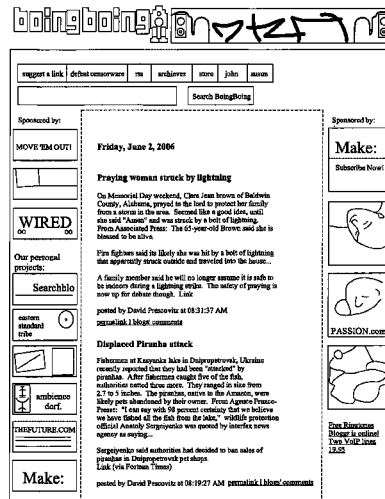 boingboing
suggest a link
defeat censorware
rss
archives
store
john
Search BoingBoing
Sponsored by:
MOVE 'EM OUT!
WIRED
Our personal
projects:
Searchblo
eastern
standard
tribe
ambience
dorf.
THEFUTURE.COM
Make:
Friday, June 2, 2006
Praying woman struck by lightning
On Memorial Day weekend, Clara Jean brown of Baldwin
County, Alabama, prayed to the lord to protect her family
from a storm in the area. Seemed like a good idea, until
she said "Amen" and was struck by a bolt of lightning.
From Associated Press: The 65-year-old Brown said she is
blessed to be alive.
Fire fighters said its likely she was hit by a bolt of lightning
that apparently struck outside and traveled into the house...
A family member said he will no longer assume it is safe to
be indoors during a lightning strike. The safety of praying is
now up for debate though. Link
posted by David Prescovitz at 08:31:37 AM
permalink | blogs' comments
Displaced Piranha attack
Fishermen at Kasyanka lake in Dnipropetrovsk, Ukraine
recently reported that they had been "attacked" by
piranhas. After fishermen caught five of the fish,
authorities netted three more. They ranged in size from
2.7 to 5 inches. The piranhas, native to the Amazon, were
likely pets abandoned by their owner. From Agence France-
Presset: "I can say with 98 percent certainty that we believe
we have fished all the fish from the lake," wildlife protection
official Anatoly Sergeiyenko was quoted by interfax news
agency as saying...
Sergeiyenko said authorities had decided to ban sales of
piranhas in Dnipropetrovsk pet shops.
Link (via Fortean Times)
posted by David Prescovitz at 08:19:27 AM permalink | blogs' comments
Sponsored by:
Make:
Subscribe Now!
PASSION.com
Free Ringtones
Bloggr is online!
Two VoIP lines
19.95